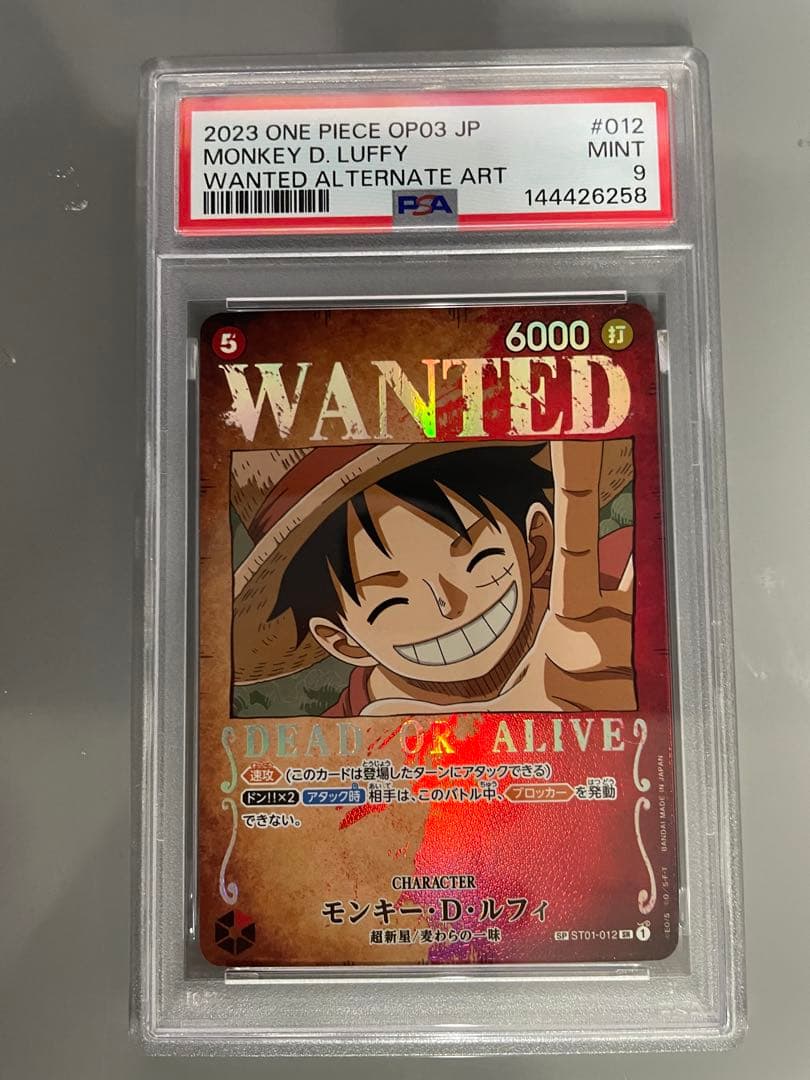 2023 ONE PIECE OP03 JP #012
MONKEY D. LUFFY MINT
WANTED ALTERNATE ART 9
PSA 144426258
5 6000 打
WANTED
DEAD OR ALIVE
速攻 (このカードは登場したターンにアタックできる)
ドン!!×2 アタック時 相手は、このバトル中、ブロッカーを発動
できない。
CHARACTER
モンキー・D・ルフィ
超新星/麦わらの一味
SP ST01-012 SR 1
BANDAI MADE IN JAPAN